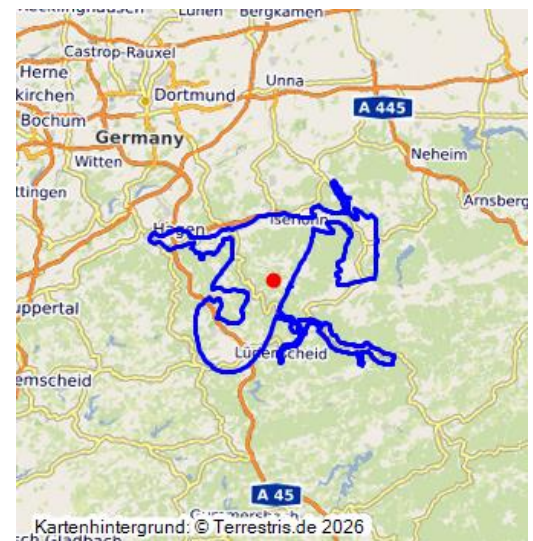 Lünen Bergkamen
Castrop-Rauxel
Herne
Unna
kirchen
Dortmund
A 445
Bochum
Germany
Neheim
Witten
ttingen
Arnsberg
Hagen
Iserlohn
uppertal
Lüdenscheid
emscheid
A 45
Gummersbach
Kartenhintergrund: © Terrestris.de 2026